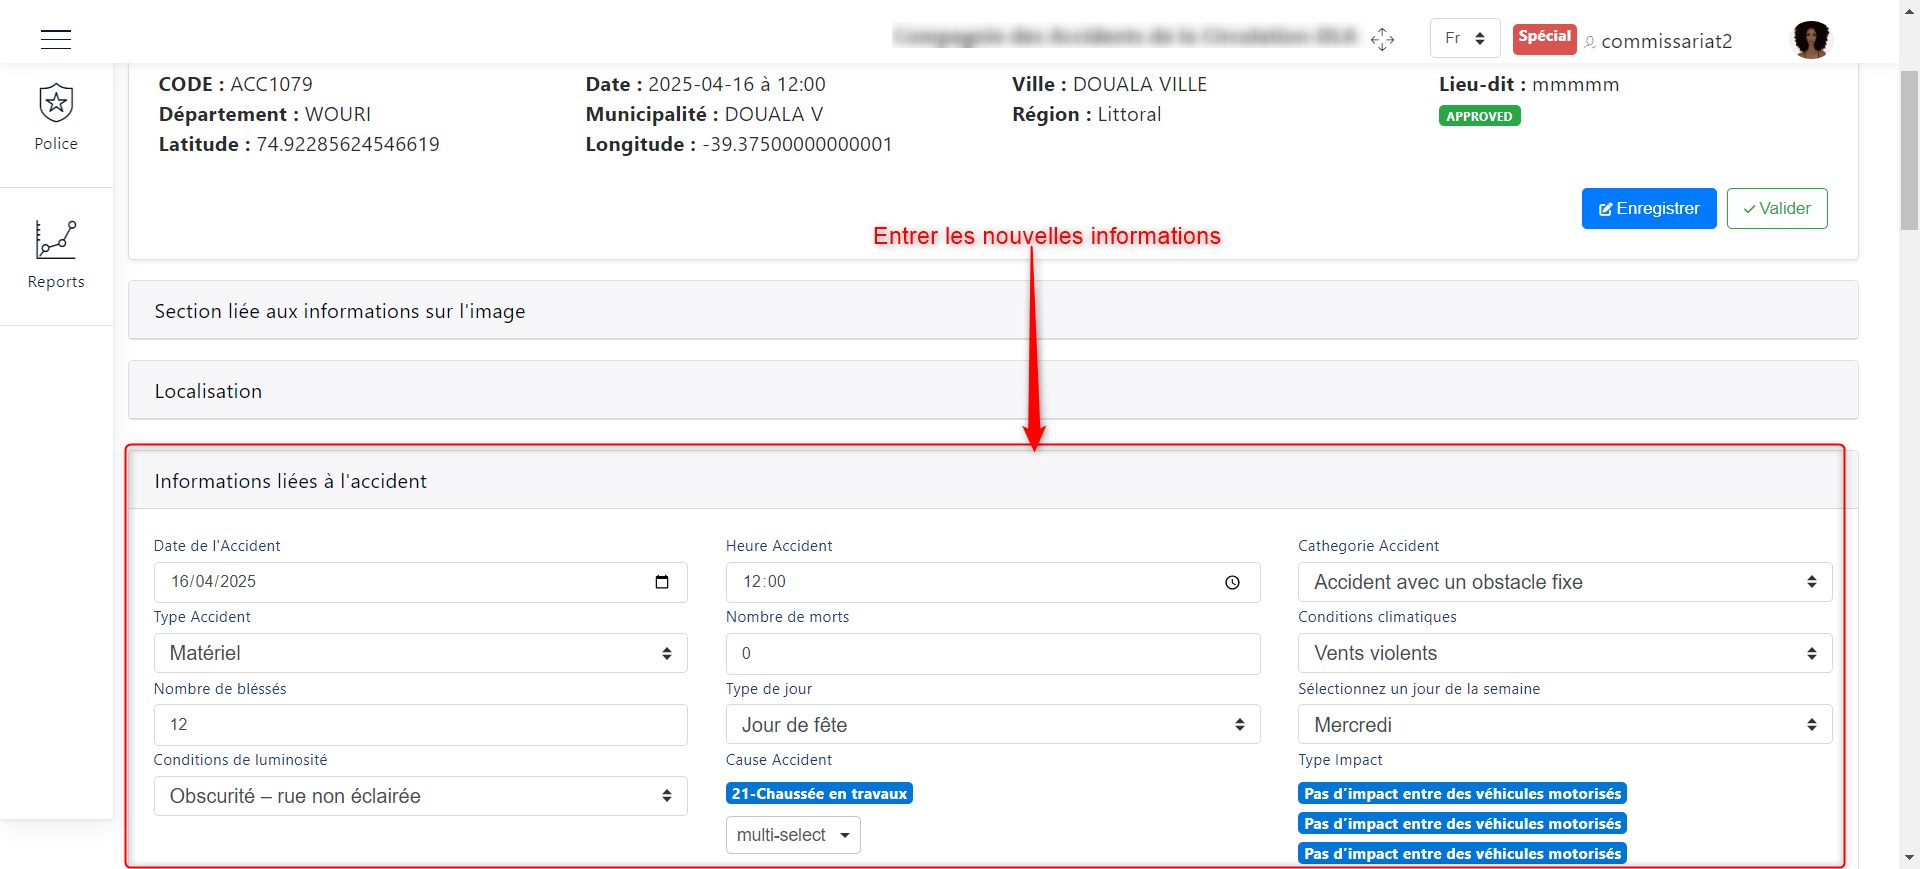 Fr
Spécial
commissariat2
Police
Reports
CODE : ACC1079
Date : 2025-04-16 à 12:00
Ville : DOUALA VILLE
Lieu-dit : mmmmm
Département : WOURI
Municipalité : DOUALA V
Région : Littoral
APPROVED
Latitude : 74.92285624546619
Longitude : -39.37500000000001
Enregistrer
Valider
Entrer les nouvelles informations
Section liée aux informations sur l'image
Localisation
Informations liées à l'accident
Date de l'Accident
Heure Accident
Cathegorie Accident
16/04/2025
12:00
Accident avec un obstacle fixe
Type Accident
Nombre de morts
Conditions climatiques
Matériel
0
Vents violents
Nombre de bléssés
Type de jour
Sélectionnez un jour de la semaine
12
Jour de fête
Mercredi
Conditions de luminosité
Cause Accident
Type Impact
Obscurité – rue non éclairée
21-Chaussée en travaux
Pas d’impact entre des véhicules motorisés
Pas d’impact entre des véhicules motorisés
multi-select
Pas d’impact entre des véhicules motorisés